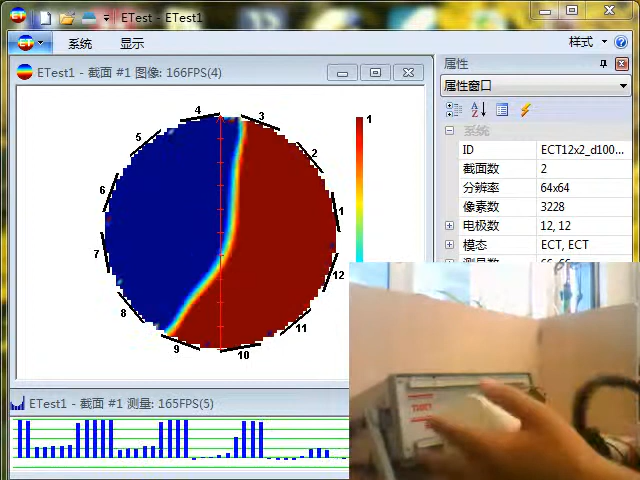 ETest - ETest1
系统 显示 样式
ETest1 - 截面 #1 图像: 166FPS(4)
4
3
5
2
6
1
7
12
8
11
9
10
1
属性
属性窗口
系统
ID ECT12x2_d100...
截面数 2
分辨率 64x64
像素数 3228
电极数 12, 12
模态 ECT, ECT
ETest1 - 截面 #1 测量: 165FPS(5)